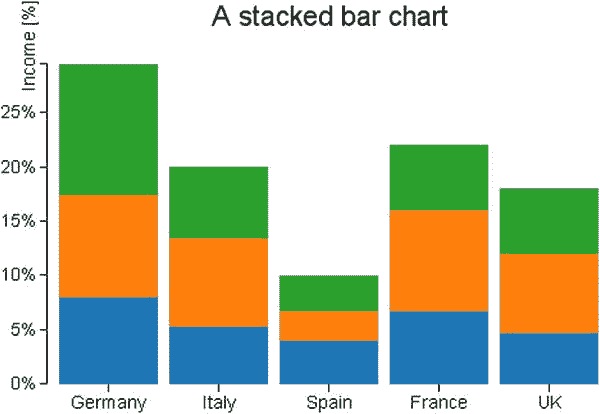 A stacked bar chart
Income [%]
25%
20%
15%
10%
5%
0%
Germany Italy Spain France UK